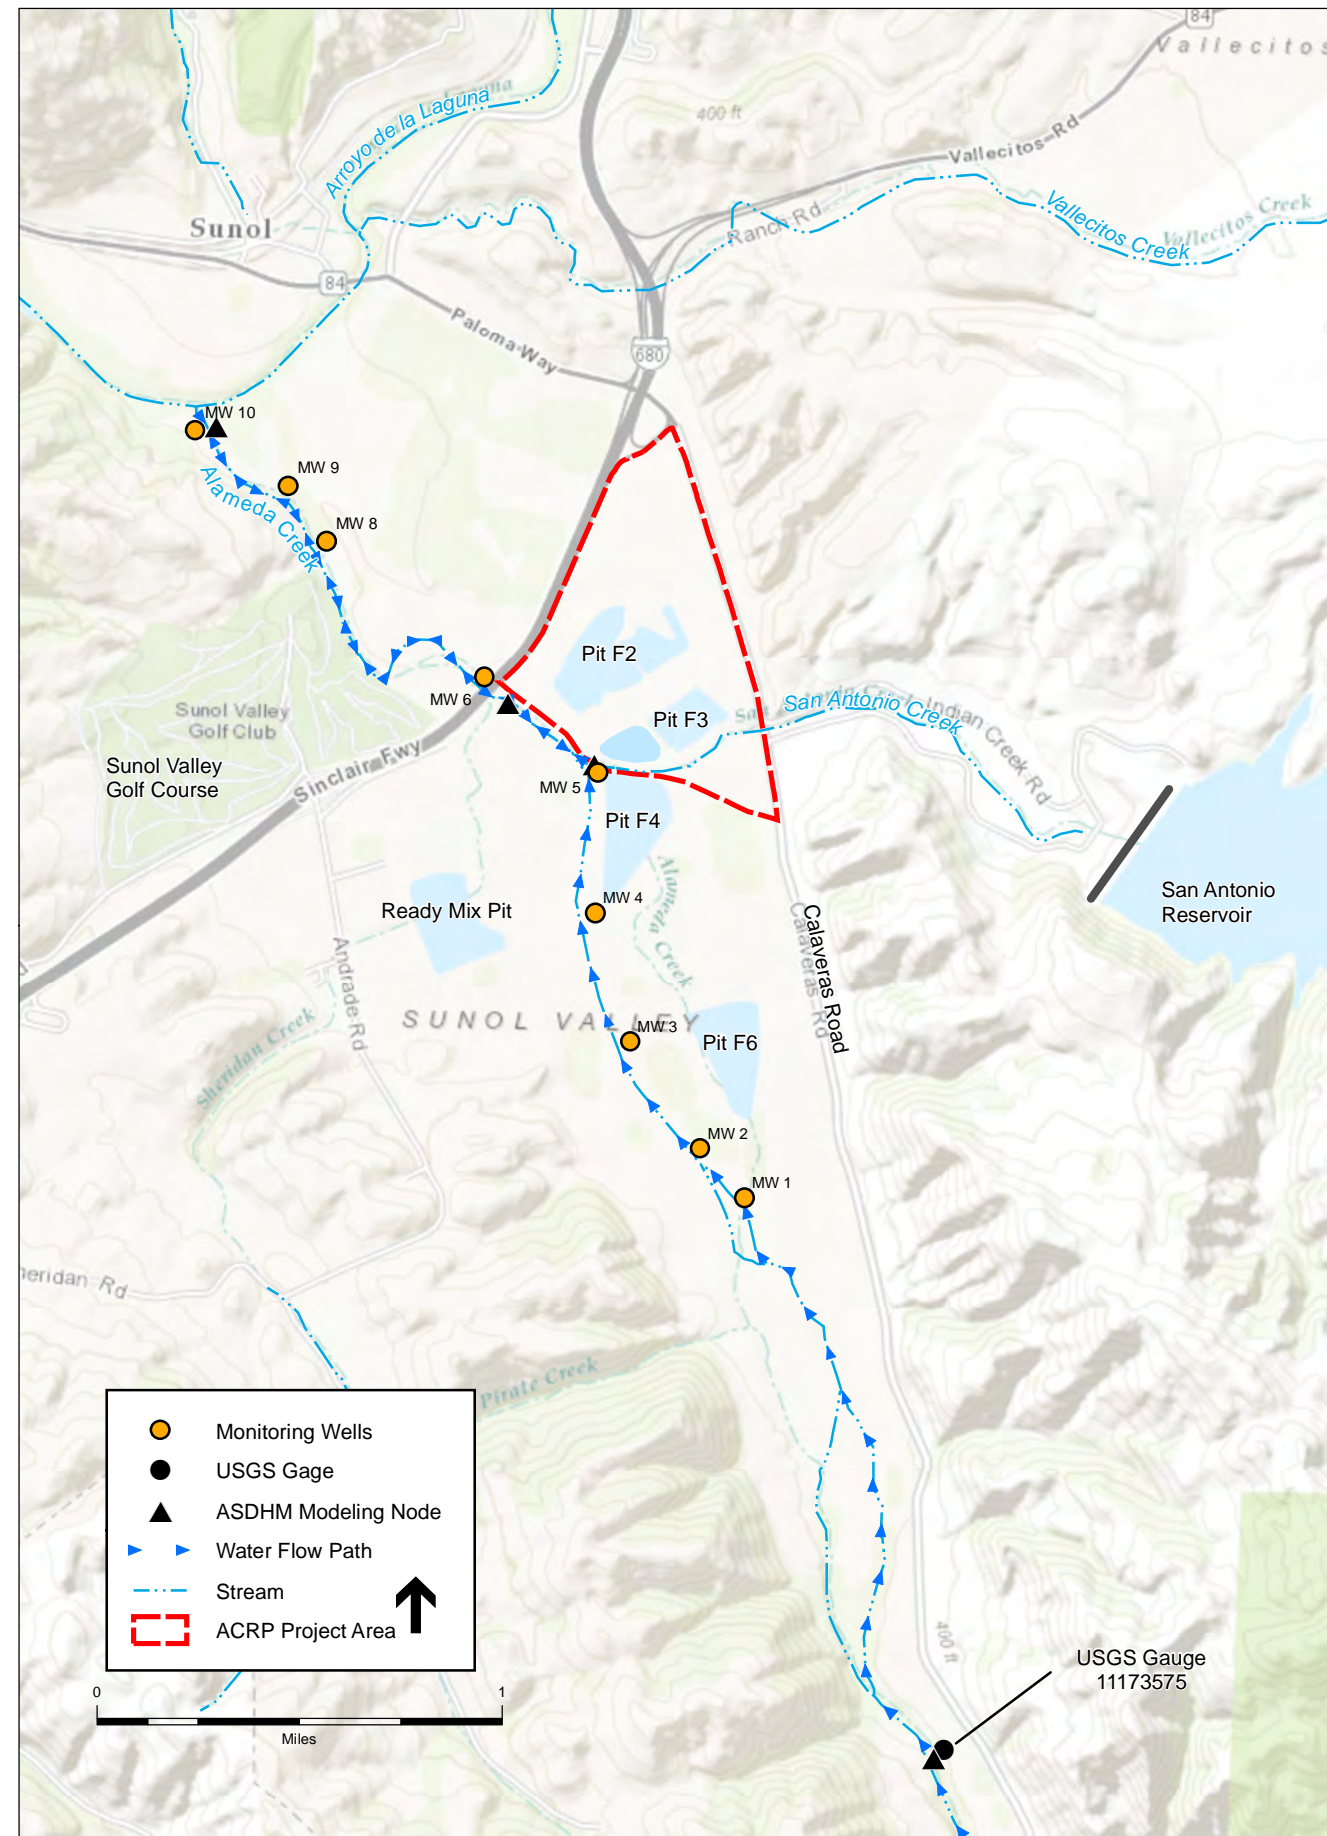 84
Vallecitos
Laguna
Arroyo de la Laguna
400 ft
Vallecitos Rd
Sunol
Ranch Rd
Vallecitos Creek
Vallecitos Creek
84
Paloma Way
680
MW 10
MW 9
Alameda Creek
MW 8
Pit F2
MW 6
Sunol Valley
Golf Club
Pit F3
San Antonio Creek
San Antonio Creek
Indian Creek Rd
Sunol Valley
Golf Course
Sinclair Fwy
MW 5
Pit F4
Alameda Creek
San Antonio
Reservoir
Ready Mix Pit
MW 4
Calaveras Road
Calaveras Rd
Andrade Rd
SUNOL VALLEY
MW 3
Pit F6
Sheridan Creek
MW 2
MW 1
heridan Rd
Pirate Creek
Monitoring Wells
USGS Gage
ASDHM Modeling Node
Water Flow Path
Stream
ACRP Project Area
400 ft
USGS Gauge
11173575
0 1
Miles